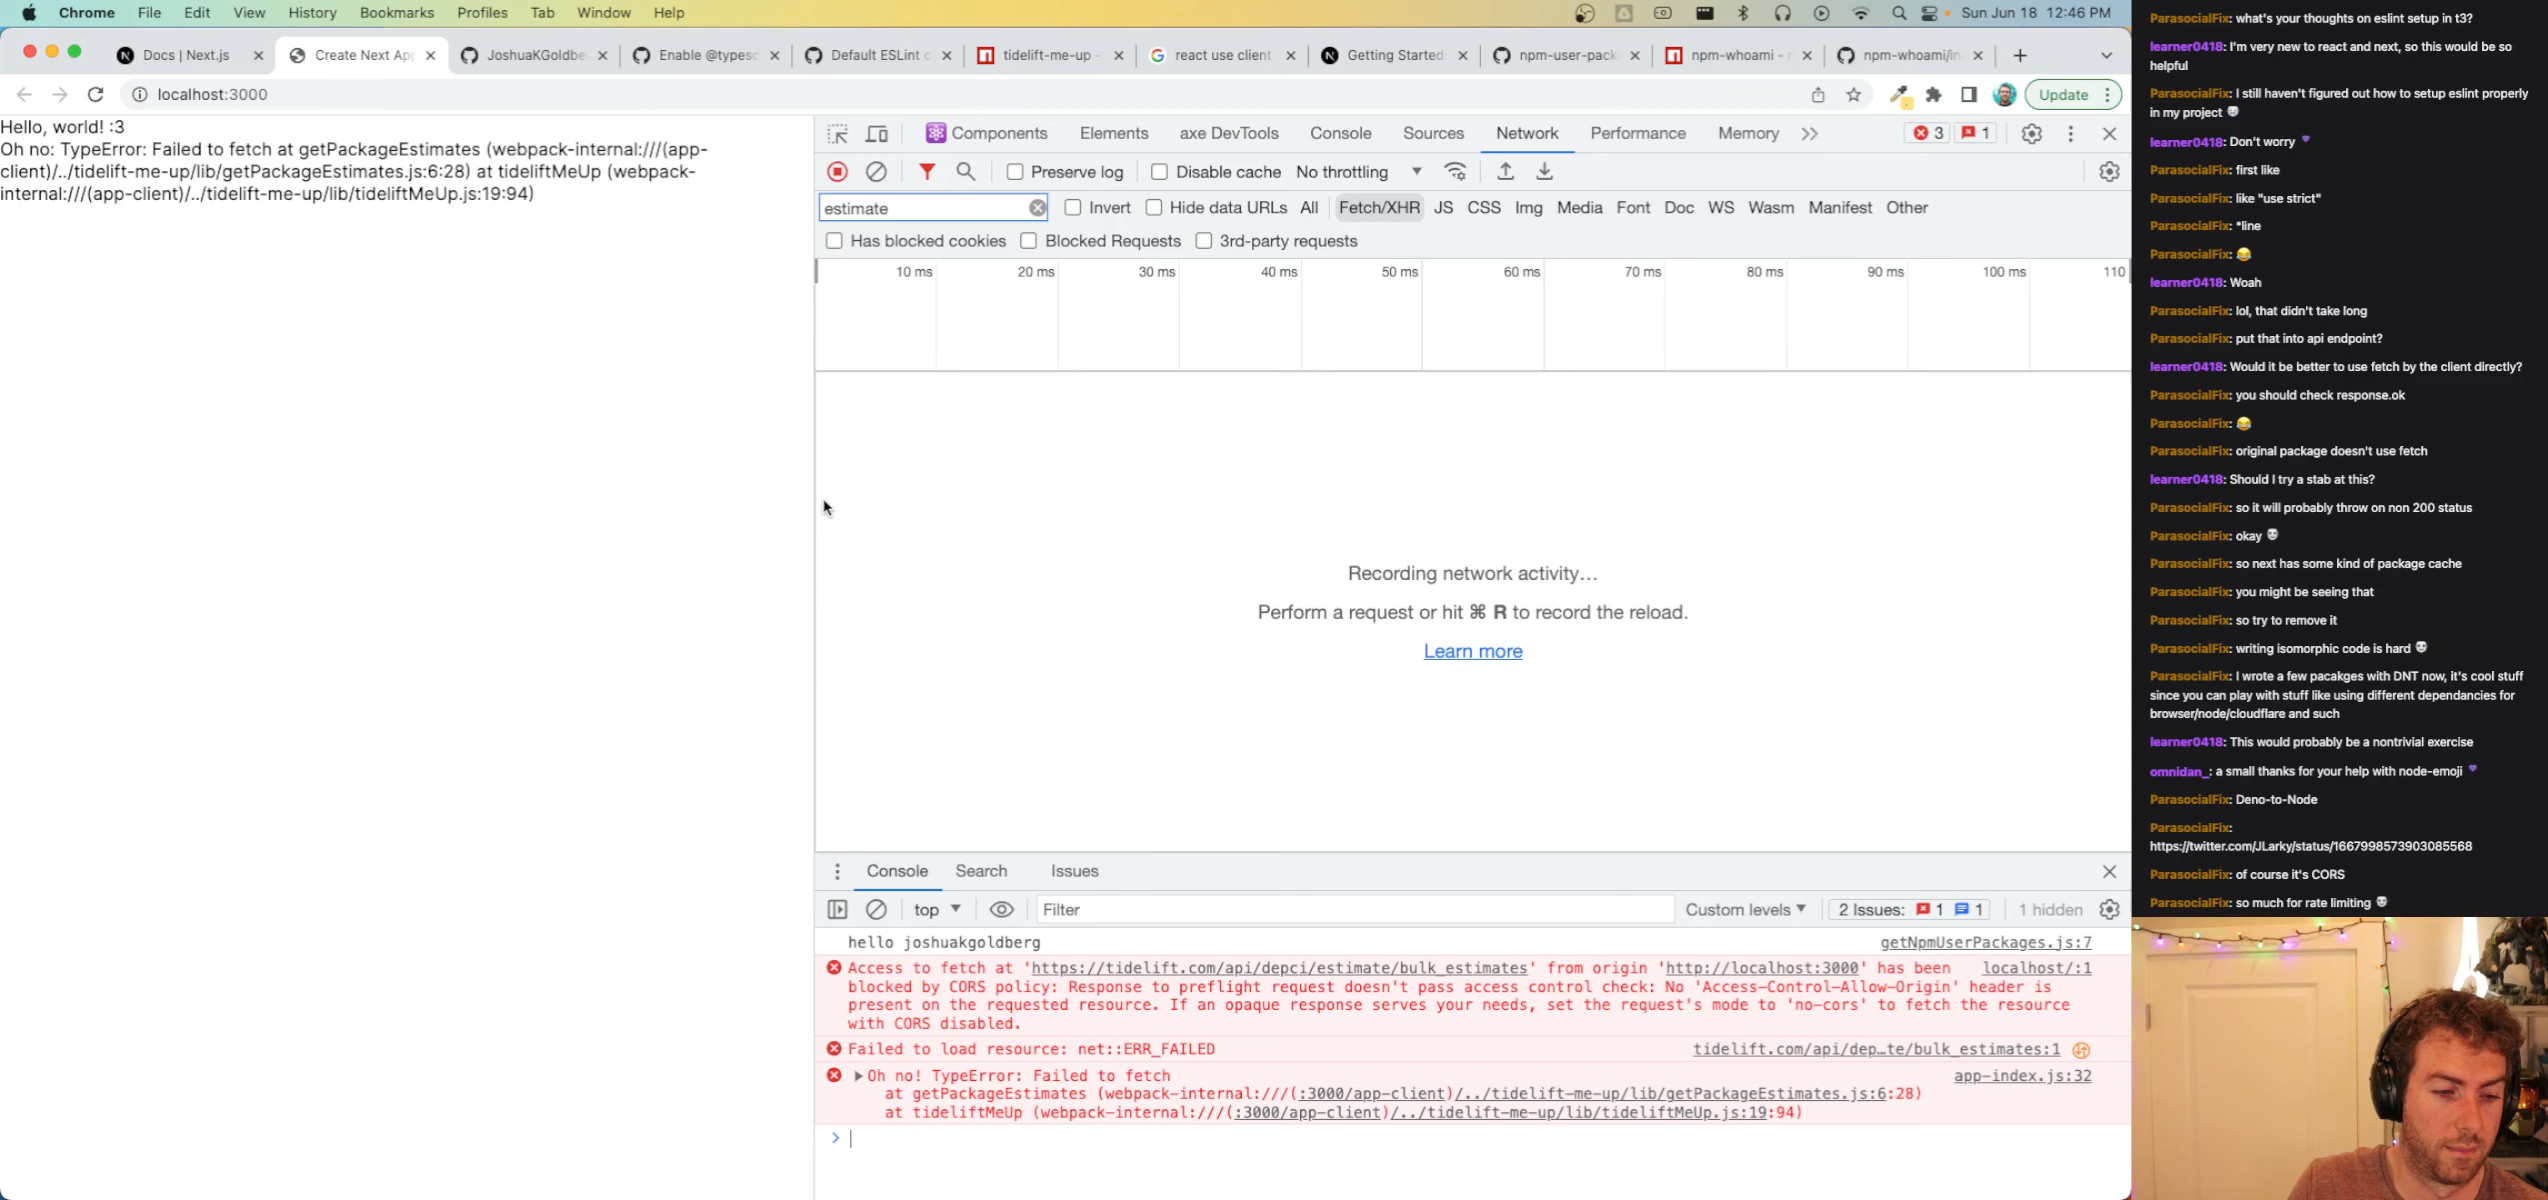 Chrome File Edit View History Bookmarks Profiles Tab Window Help Sun Jun 18 12:46 PM
Docs | Next.js Create Next App JoshuaKGoldbe Enable @typesc Default ESLint c tidelift-me-up - react use client Getting Started npm-user-pack npm-whoami - npm-whoami/in
localhost:3000 Update
Hello, world! :3
Oh no: TypeError: Failed to fetch at getPackageEstimates (webpack-internal:///(app-
client)/../tidelift-me-up/lib/getPackageEstimates.js:6:28) at tideliftMeUp (webpack-
internal:///(app-client)/../tidelift-me-up/lib/tideliftMeUp.js:19:94)
Components Elements axe DevTools Console Sources Network Performance Memory 3 1
Preserve log Disable cache No throttling
estimate Invert Hide data URLs All Fetch/XHR JS CSS Img Media Font Doc WS Wasm Manifest Other
Has blocked cookies Blocked Requests 3rd-party requests
10 ms 20 ms 30 ms 40 ms 50 ms 60 ms 70 ms 80 ms 90 ms 100 ms 110
Recording network activity…
Perform a request or hit ⌘ R to record the reload.
Learn more
Console Search Issues
top Filter Custom levels 2 Issues: 1 1 1 hidden
hello joshuakgoldberg getNpmUserPackages.js:7
Access to fetch at 'https://tidelift.com/api/depci/estimate/bulk_estimates' from origin 'http://localhost:3000' has been localhost/:1
blocked by CORS policy: Response to preflight request doesn't pass access control check: No 'Access-Control-Allow-Origin' header is
present on the requested resource. If an opaque response serves your needs, set the request's mode to 'no-cors' to fetch the resource
with CORS disabled.
Failed to load resource: net::ERR_FAILED tidelift.com/api/dep…te/bulk_estimates:1
Oh no! TypeError: Failed to fetch app-index.js:32
at getPackageEstimates (webpack-internal:///(:3000/app-client)/../tidelift-me-up/lib/getPackageEstimates.js:6:28)
at tideliftMeUp (webpack-internal:///(:3000/app-client)/../tidelift-me-up/lib/tideliftMeUp.js:19:94)
>
ParasocialFix: what's your thoughts on eslint setup in t3?
learner0418: I'm very new to react and next, so this would be so
helpful
ParasocialFix: I still haven't figured out how to setup eslint properly
in my project
learner0418: Don't worry 💜
ParasocialFix: first like
ParasocialFix: like "use strict"
ParasocialFix: *line
ParasocialFix: 😂
learner0418: Woah
ParasocialFix: lol, that didn't take long
ParasocialFix: put that into api endpoint?
learner0418: Would it be better to use fetch by the client directly?
ParasocialFix: you should check response.ok
ParasocialFix: 😂
ParasocialFix: original package doesn't use fetch
learner0418: Should I try a stab at this?
ParasocialFix: so it will probably throw on non 200 status
ParasocialFix: okay
ParasocialFix: so next has some kind of package cache
ParasocialFix: you might be seeing that
ParasocialFix: so try to remove it
ParasocialFix: writing isomorphic code is hard
ParasocialFix: I wrote a few pacakges with DNT now, it's cool stuff
since you can play with stuff like using different dependancies for
browser/node/cloudflare and such
learner0418: This would probably be a nontrivial exercise
omnidan_: a small thanks for your help with node-emoji 💜
ParasocialFix: Deno-to-Node
ParasocialFix:
https://twitter.com/JLarky/status/1667998573903085568
ParasocialFix: of course it's CORS
ParasocialFix: so much for rate limiting